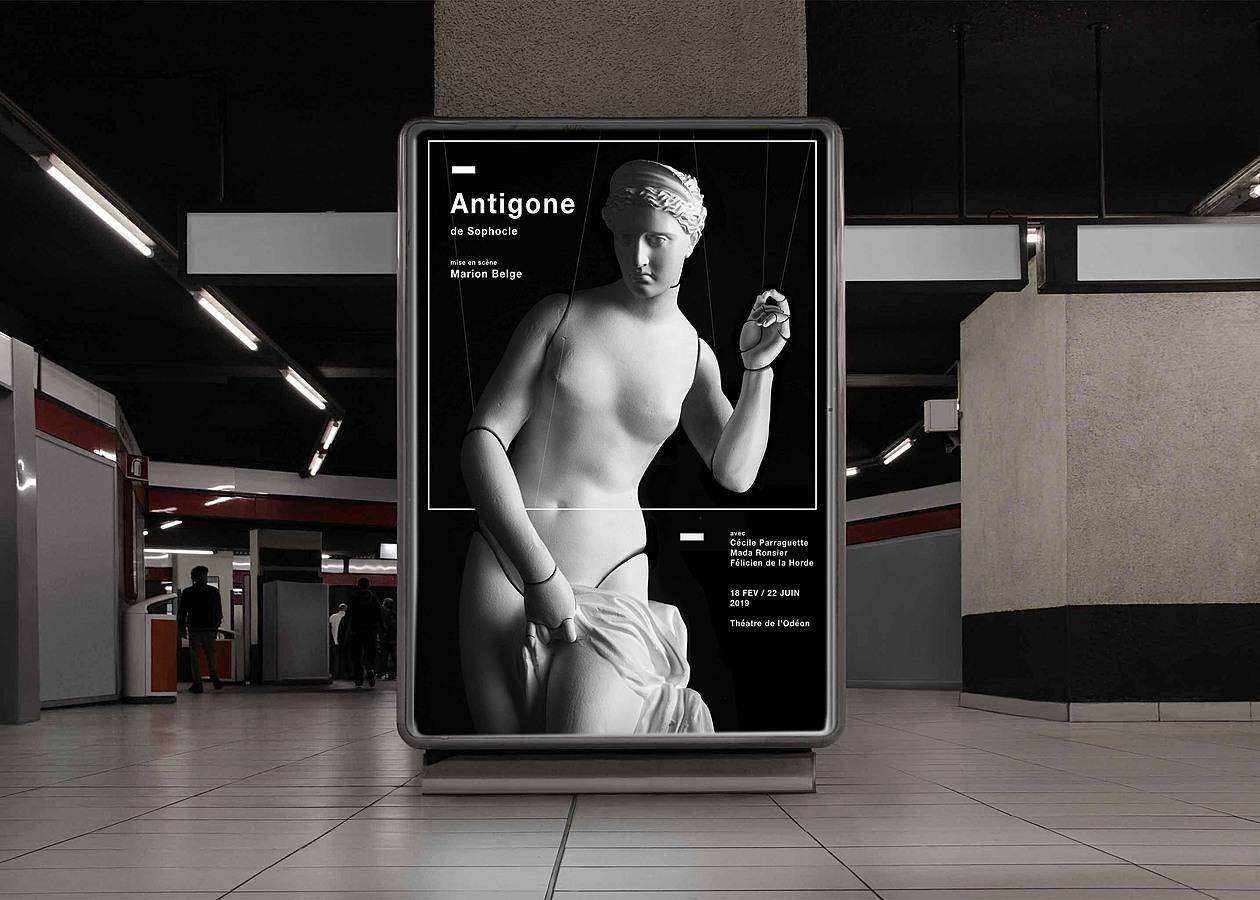 Antigone
de Sophocle
mise en scène
Marion Belge
avec
Cécile Parraguette
Mada Ronsier
Félicien de la Horde
18 FEV / 22 JUIN
2019
Théatre de l'Odéon